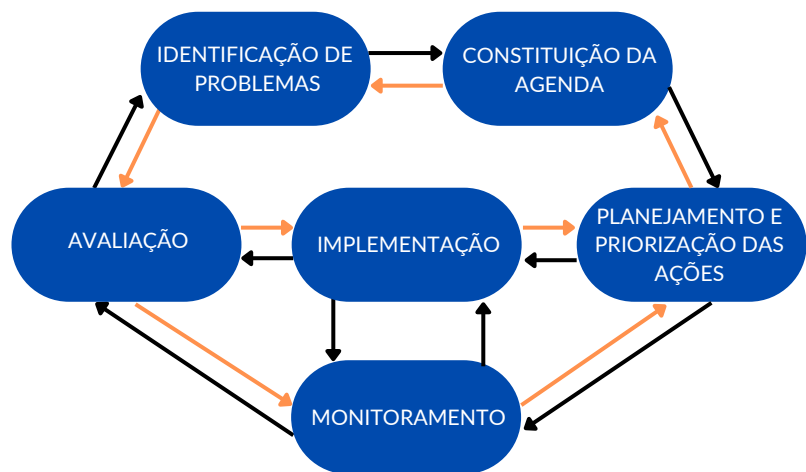 IDENTIFICAÇÃO DE
PROBLEMAS
CONSTITUIÇÃO DA
AGENDA
AVALIAÇÃO
IMPLEMENTAÇÃO
PLANEJAMENTO E
PRIORIZAÇÃO DAS
AÇÕES
MONITORAMENTO